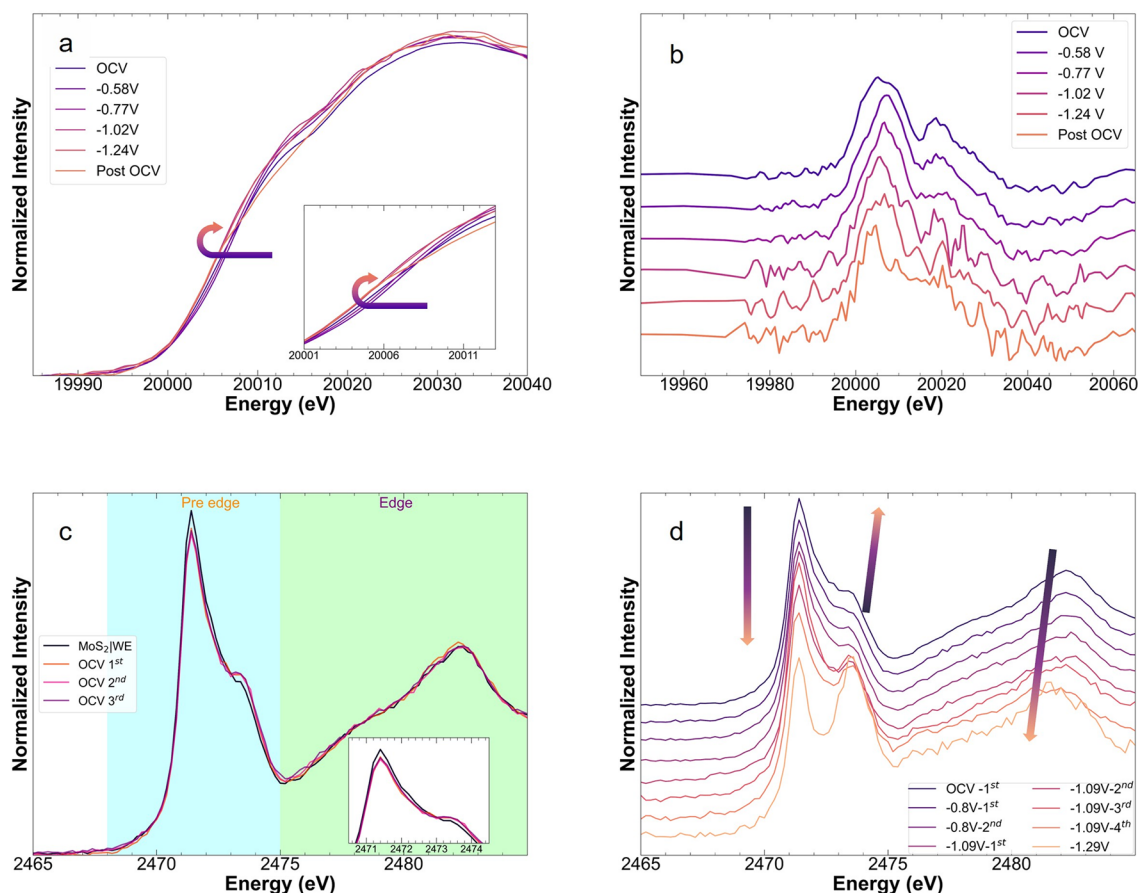 a
OCV
-0.58V
-0.77V
-1.02V
-1.24V
Post OCV
Normalized Intensity
20001 20006 20011
19990 20000 20010 20020 20030 20040
Energy (eV)
b
OCV
-0.58 V
-0.77 V
-1.02 V
-1.24 V
Post OCV
Normalized Intensity
19960 19980 20000 20020 20040 20060
Energy (eV)
c
Pre edge
Edge
MoS₂|WE
OCV 1ˢᵗ
OCV 2ⁿᵈ
OCV 3ʳᵈ
Normalized Intensity
2471 2472 2473 2474
2465 2470 2475 2480
Energy (eV)
d
Normalized Intensity
OCV -1ˢᵗ
-0.8V-1ˢᵗ
-0.8V-2ⁿᵈ
-1.09V-1ˢᵗ
-1.09V-2ⁿᵈ
-1.09V-3ʳᵈ
-1.09V-4ᵗʰ
-1.29V
2465 2470 2475 2480
Energy (eV)